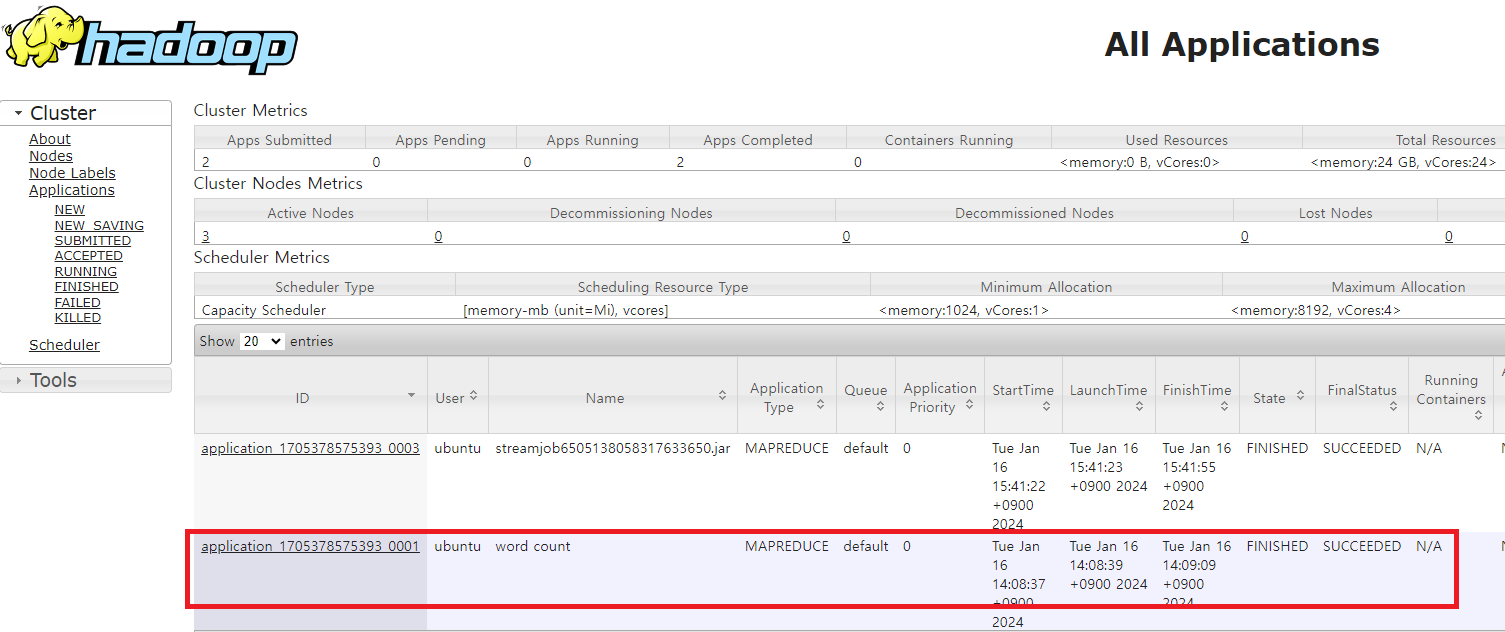 hadoop
All Applications
Cluster
About
Nodes
Node Labels
Applications
NEW
NEW_SAVING
SUBMITTED
ACCEPTED
RUNNING
FINISHED
FAILED
KILLED
Scheduler
Tools
Cluster Metrics
Apps Submitted Apps Pending Apps Running Apps Completed Containers Running Used Resources Total Resources
2 0 0 2 0 <memory:0 B, vCores:0> <memory:24 GB, vCores:24>
Cluster Nodes Metrics
Active Nodes Decommissioning Nodes Decommissioned Nodes Lost Nodes
3 0 0 0 0
Scheduler Metrics
Scheduler Type Scheduling Resource Type Minimum Allocation Maximum Allocation
Capacity Scheduler [memory-mb (unit=Mi), vcores] <memory:1024, vCores:1> <memory:8192, vCores:4>
Show 20 entries
ID User Name Application Type Queue Application Priority StartTime LaunchTime FinishTime State FinalStatus Running Containers
application_1705378575393_0003 ubuntu streamjob6505138058317633650.jar MAPREDUCE default 0 Tue Jan Tue Jan 16 Tue Jan 16 FINISHED SUCCEEDED N/A
16 15:41:23 15:41:55
15:41:22 +0900 2024 +0900
+0900 2024
2024
application_1705378575393_0001 ubuntu word count MAPREDUCE default 0 Tue Jan Tue Jan 16 Tue Jan 16 FINISHED SUCCEEDED N/A
16 14:08:39 14:09:09
14:08:37 +0900 2024 +0900
+0900 2024
2024